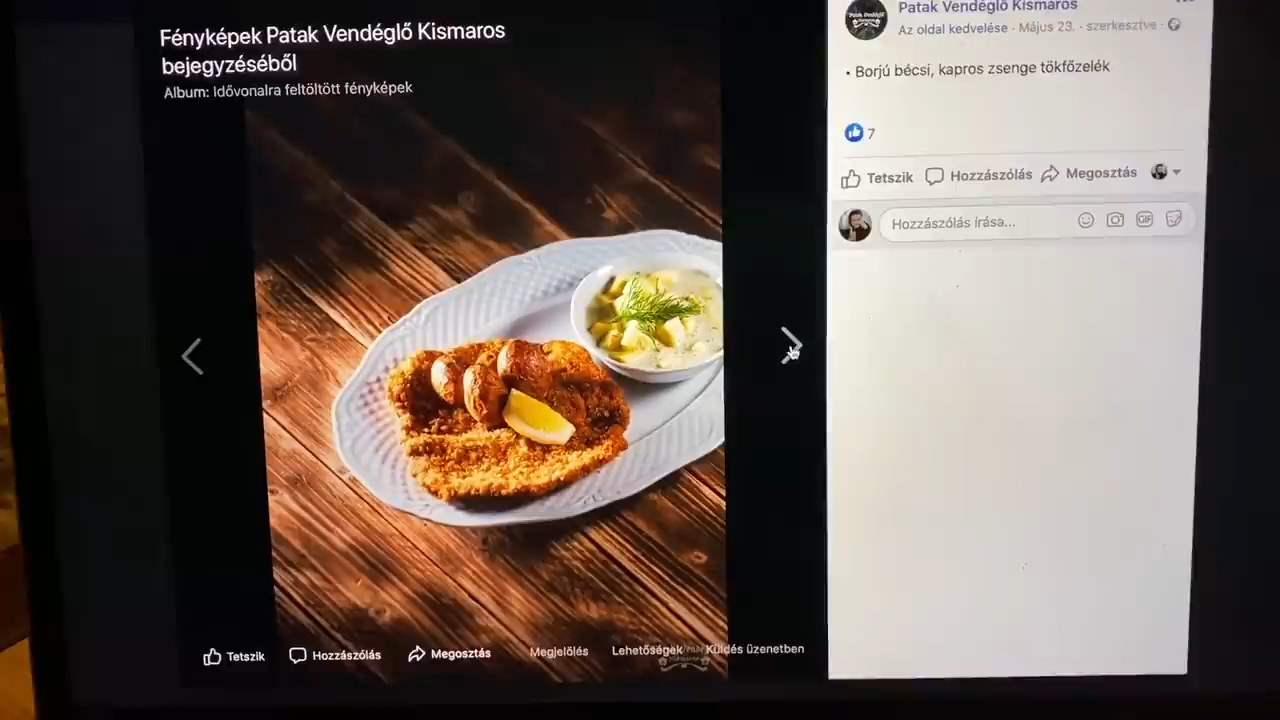 Fényképek Patak Vendéglő Kismaros
bejegyzéséből
Album: Idővonalra feltöltött fényképek
Patak Vendéglő Kismaros
Az oldal kedvelése · Május 23. · szerkesztve ·
• Borjú bécsi, kapros zsenge tökfőzelék
7
Tetszik Hozzászólás Megosztás
Hozzászólás írása...
GIF
Tetszik Hozzászólás Megosztás Megjelölés Lehetőségek Küldés üzenetben